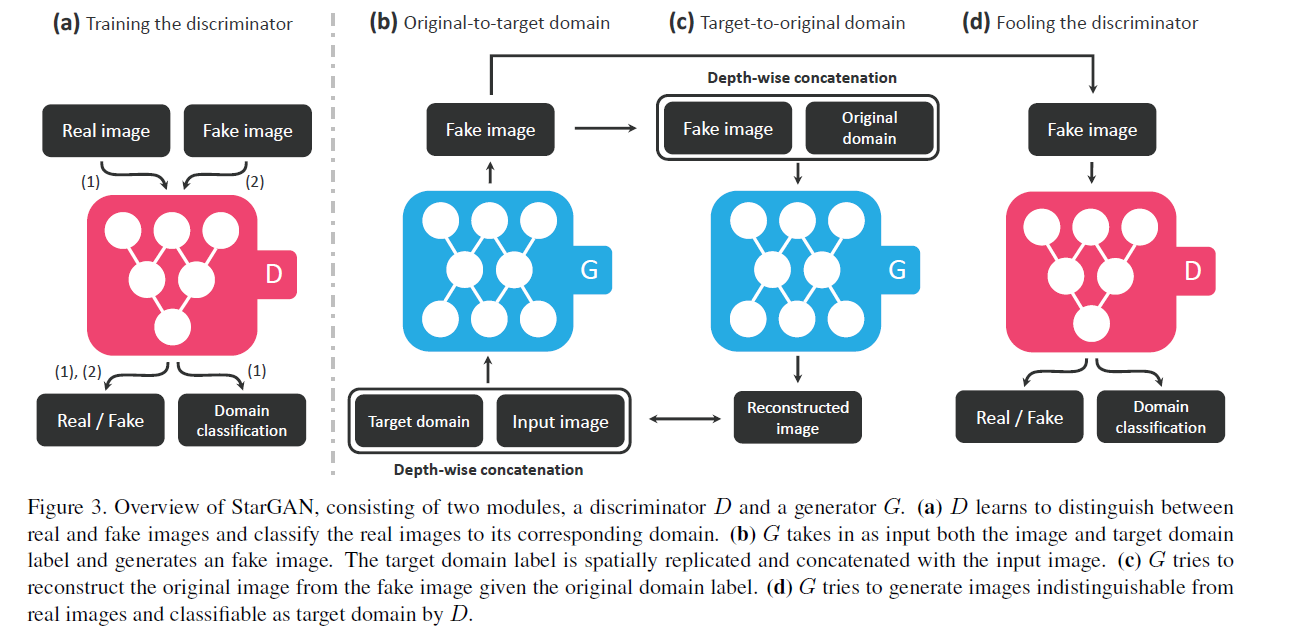 (a) Training the discriminator
(b) Original-to-target domain
(c) Target-to-original domain
(d) Fooling the discriminator
Real image
Fake image
(1)
(2)
D
(1), (2)
(1)
Real / Fake
Domain
classification
Fake image
G
Target domain
Input image
Depth-wise concatenation
Depth-wise concatenation
Fake image
Original
domain
G
Reconstructed
image
Fake image
D
Real / Fake
Domain
classification
Figure 3. Overview of StarGAN, consisting of two modules, a discriminator D and a generator G. (a) D learns to distinguish between
real and fake images and classify the real images to its corresponding domain. (b) G takes in as input both the image and target domain
label and generates an fake image. The target domain label is spatially replicated and concatenated with the input image. (c) G tries to
reconstruct the original image from the fake image given the original domain label. (d) G tries to generate images indistinguishable from
real images and classifiable as target domain by D.